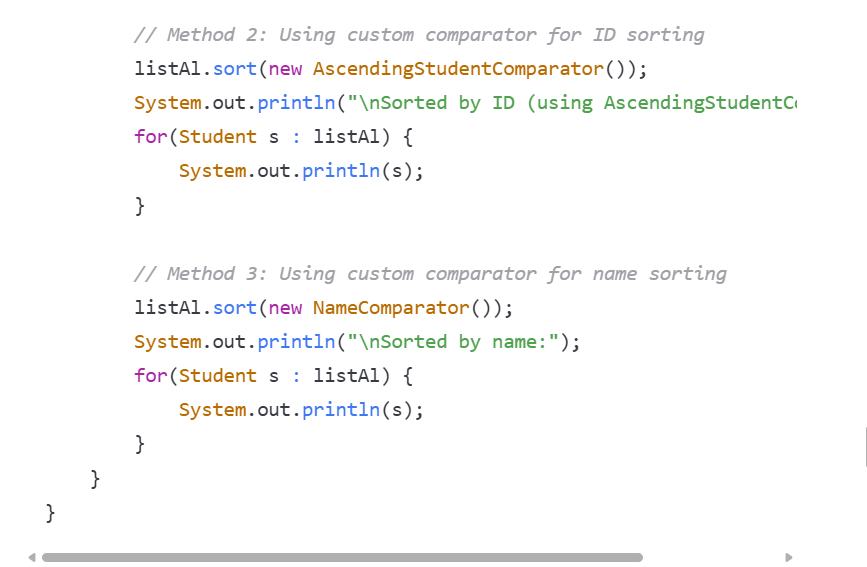 // Method 2: Using custom comparator for ID sorting
listAl.sort(new AscendingStudentComparator());
System.out.println("\nSorted by ID (using
for(Student s : listAl) {
System.out.println(s);
}
// Method 3: Using custom comparator for name sorting
listAl.sort(new NameComparator());
System.out.println("\nSorted by name:");
for(Student s : listAl) {
System.out.println(s);
}
}
}